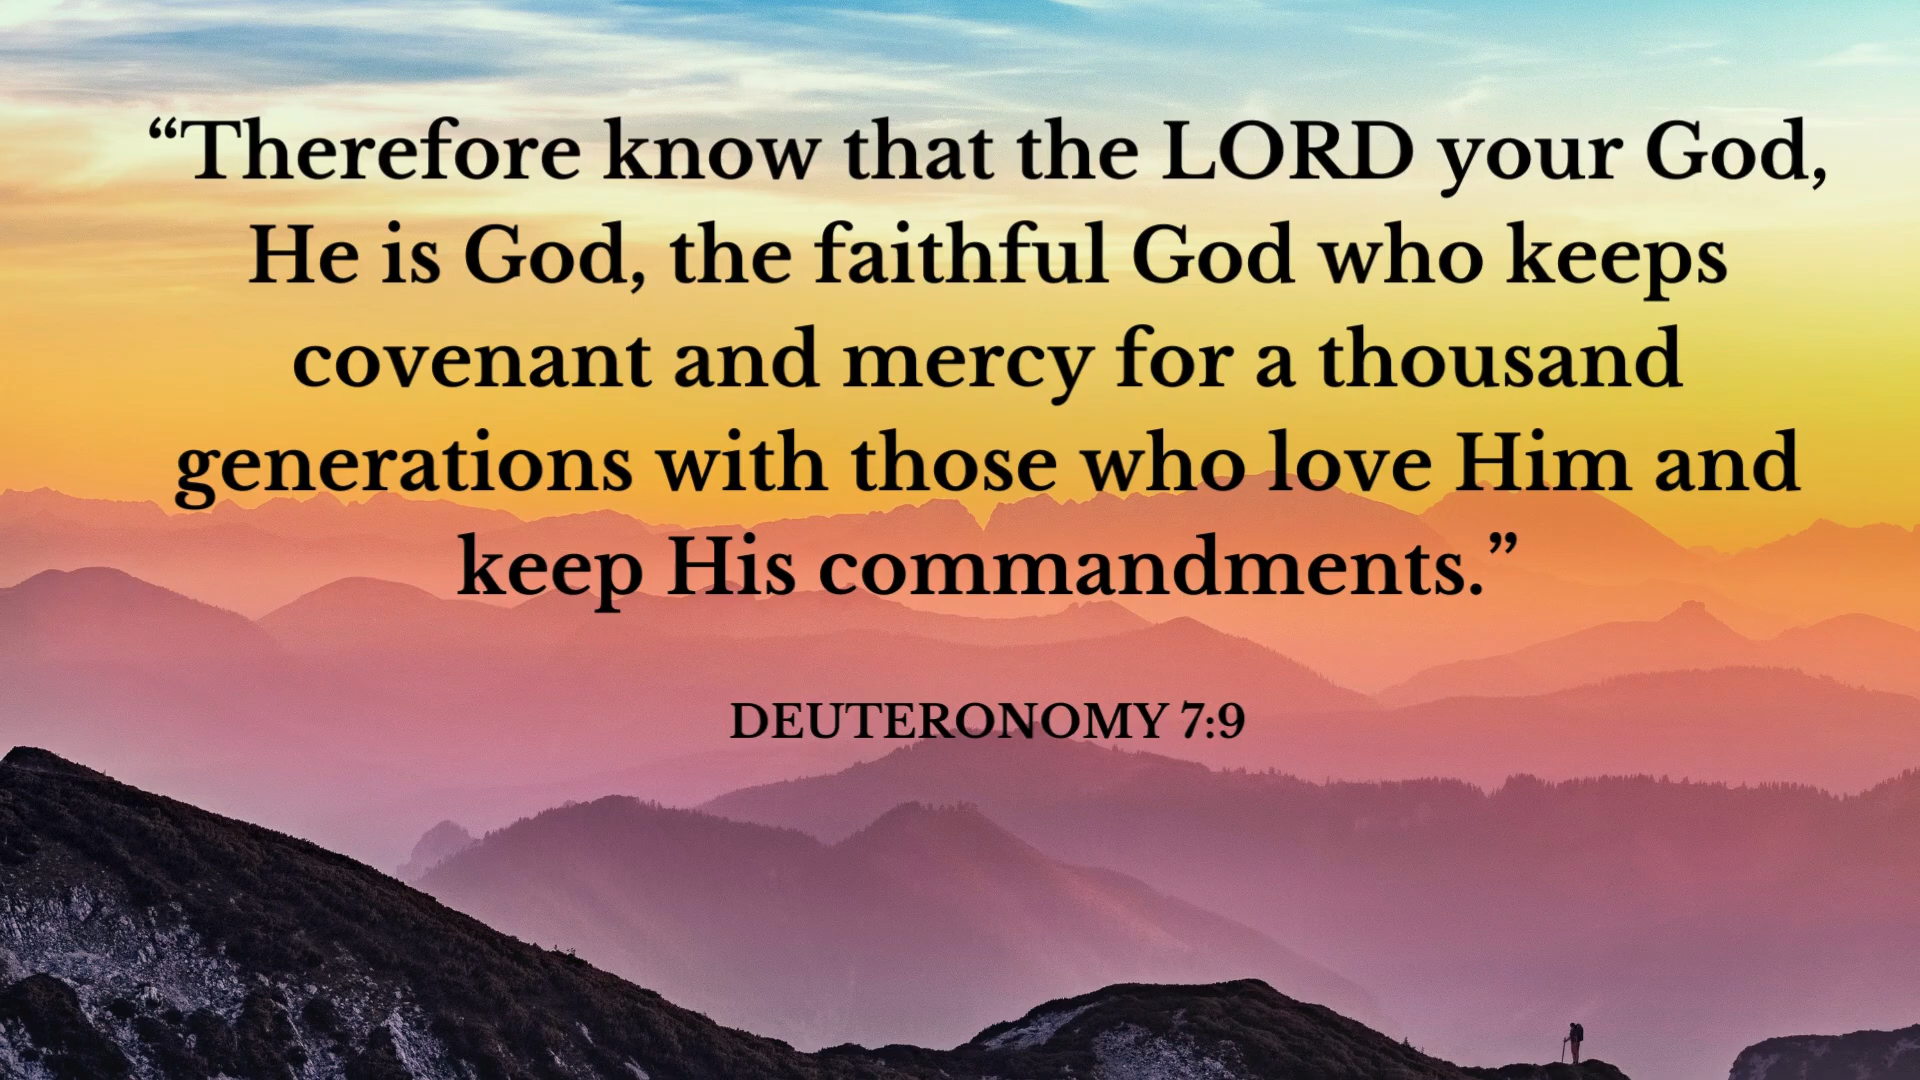 “Therefore know that the LORD your God,
He is God, the faithful God who keeps
covenant and mercy for a thousand
generations with those who love Him and
keep His commandments.”
DEUTERONOMY 7:9